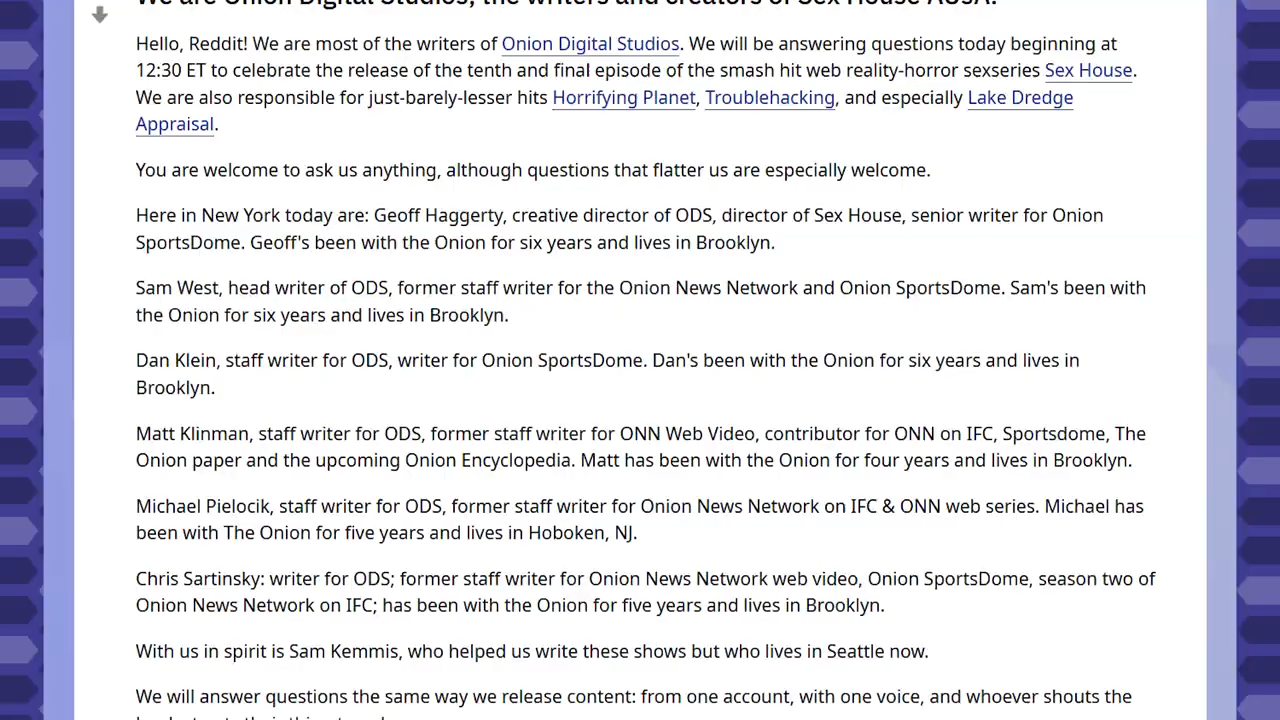 We are Onion Digital Studios, the writers and creators of Sex House AUsA!
Hello, Reddit! We are most of the writers of Onion Digital Studios. We will be answering questions today beginning at
12:30 ET to celebrate the release of the tenth and final episode of the smash hit web reality-horror sexseries Sex House.
We are also responsible for just-barely-lesser hits Horrifying Planet, Troublehacking, and especially Lake Dredge
Appraisal.
You are welcome to ask us anything, although questions that flatter us are especially welcome.
Here in New York today are: Geoff Haggerty, creative director of ODS, director of Sex House, senior writer for Onion
SportsDome. Geoff's been with the Onion for six years and lives in Brooklyn.
Sam West, head writer of ODS, former staff writer for the Onion News Network and Onion SportsDome. Sam's been with
the Onion for six years and lives in Brooklyn.
Dan Klein, staff writer for ODS, writer for Onion SportsDome. Dan's been with the Onion for six years and lives in
Brooklyn.
Matt Klinman, staff writer for ODS, former staff writer for ONN Web Video, contributor for ONN on IFC, Sportsdome, The
Onion paper and the upcoming Onion Encyclopedia. Matt has been with the Onion for four years and lives in Brooklyn.
Michael Pielocik, staff writer for ODS, former staff writer for Onion News Network on IFC & ONN web series. Michael has
been with The Onion for five years and lives in Hoboken, NJ.
Chris Sartinsky: writer for ODS; former staff writer for Onion News Network web video, Onion SportsDome, season two of
Onion News Network on IFC; has been with the Onion for five years and lives in Brooklyn.
With us in spirit is Sam Kemmis, who helped us write these shows but who lives in Seattle now.
We will answer questions the same way we release content: from one account, with one voice, and whoever shouts the